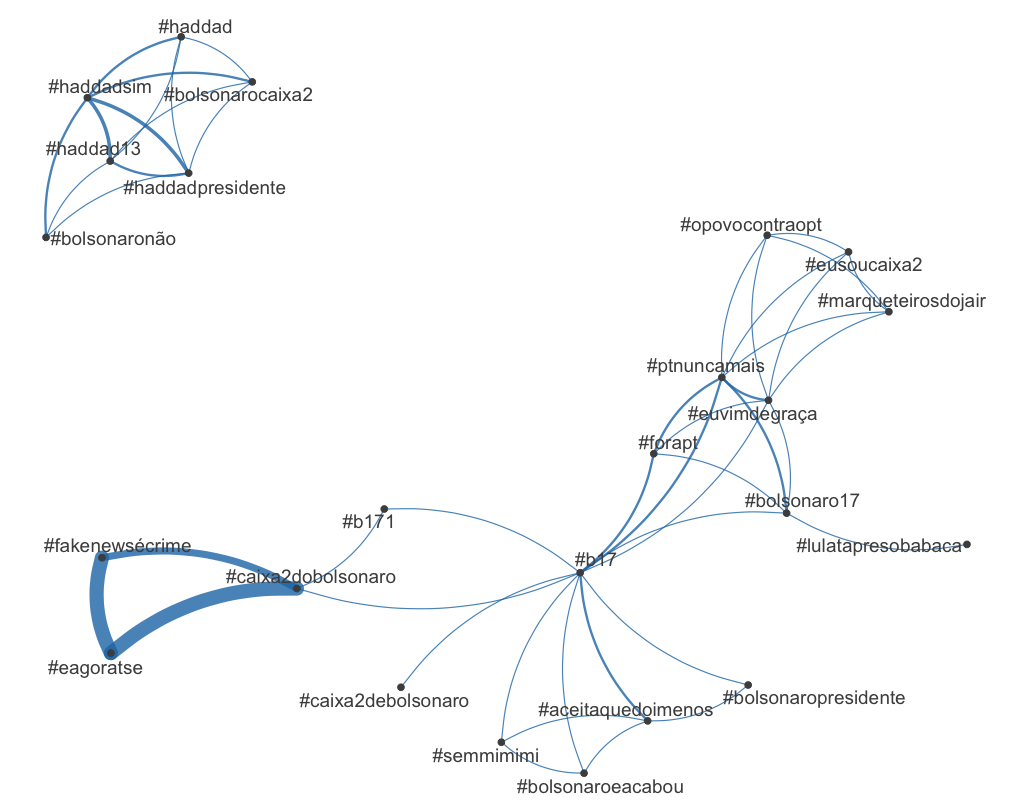 #haddad
#haddadsim
#bolsonarocaixa2
#haddad13
#haddadpresidente
#bolsonaronão
#opovocontraopt
#eusoucaixa2
#marqueteirosdojair
#ptnuncamais
#euvimdegraça
#forapt
#bolsonaro17
#b171
#fakenewsécrime
#lulatapresobabaca
#b17
#caixa2dobolsonaro
#eagoratse
#caixa2debolsonaro
#bolsonaropresidente
#aceitaquedoimenos
#semmimimi
#bolsonaroeacabou